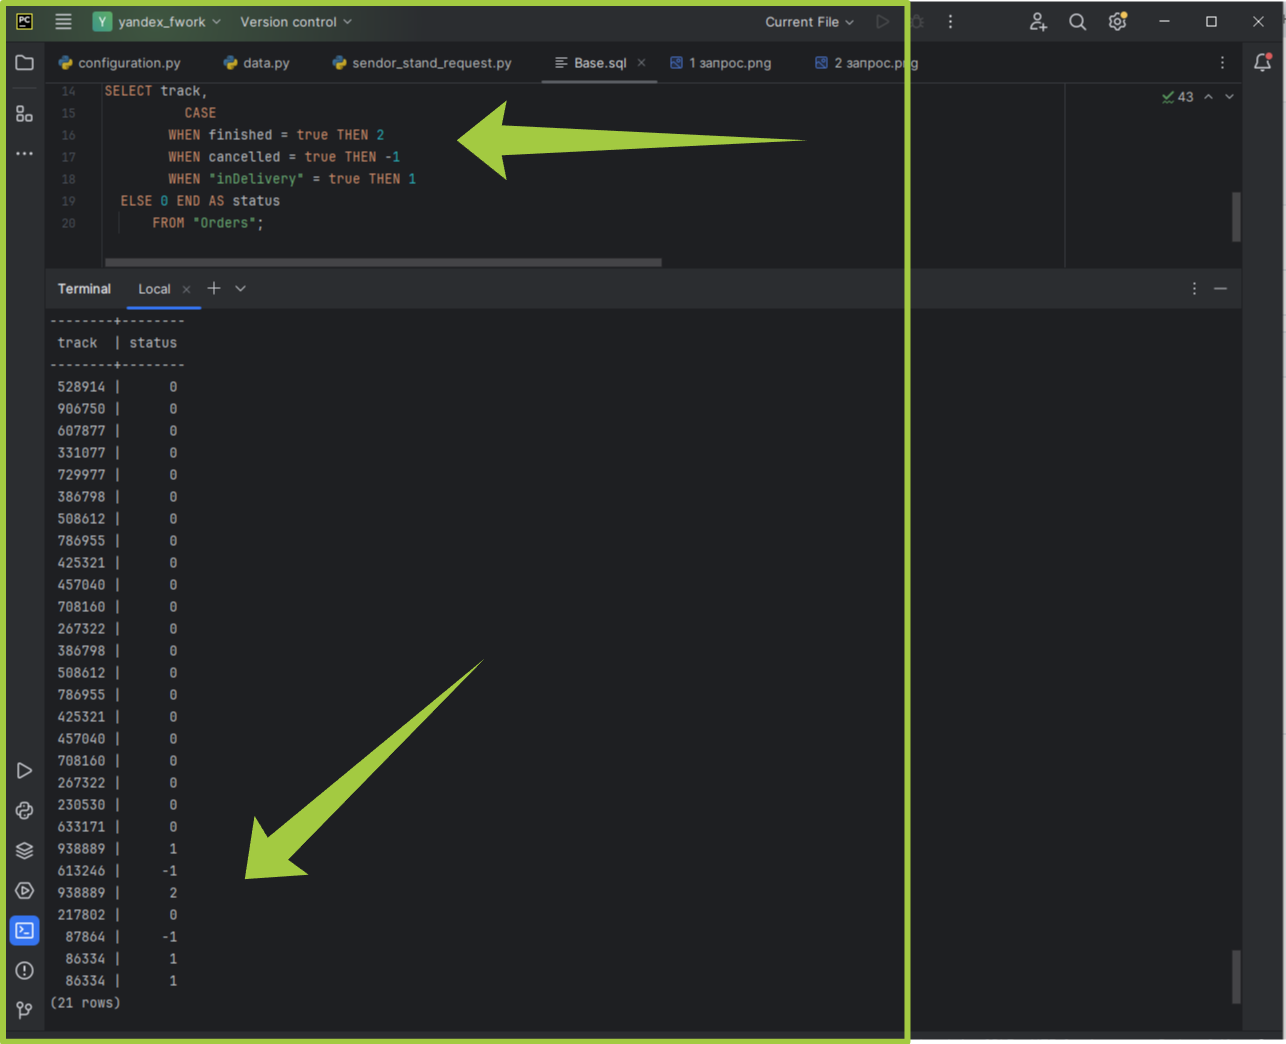 PC
Y yandex_fwork Version control Current File
configuration.py data.py sendor_stand_request.py Base.sql 1 запрос.png 2 запрос.png
14 SELECT track,
15 CASE
16 WHEN finished = true THEN 2
17 WHEN cancelled = true THEN -1
18 WHEN "inDelivery" = true THEN 1
19 ELSE 0 END AS status
20 FROM "Orders";
43
Terminal Local
--------+--------
track | status
--------+--------
528914 | 0
906750 | 0
607877 | 0
331077 | 0
729977 | 0
386798 | 0
508612 | 0
786955 | 0
425321 | 0
457040 | 0
708160 | 0
267322 | 0
386798 | 0
508612 | 0
786955 | 0
425321 | 0
457040 | 0
708160 | 0
267322 | 0
230530 | 0
633171 | 0
938889 | 1
613246 | -1
938889 | 2
217802 | 0
87864 | -1
86334 | 1
86334 | 1
(21 rows)